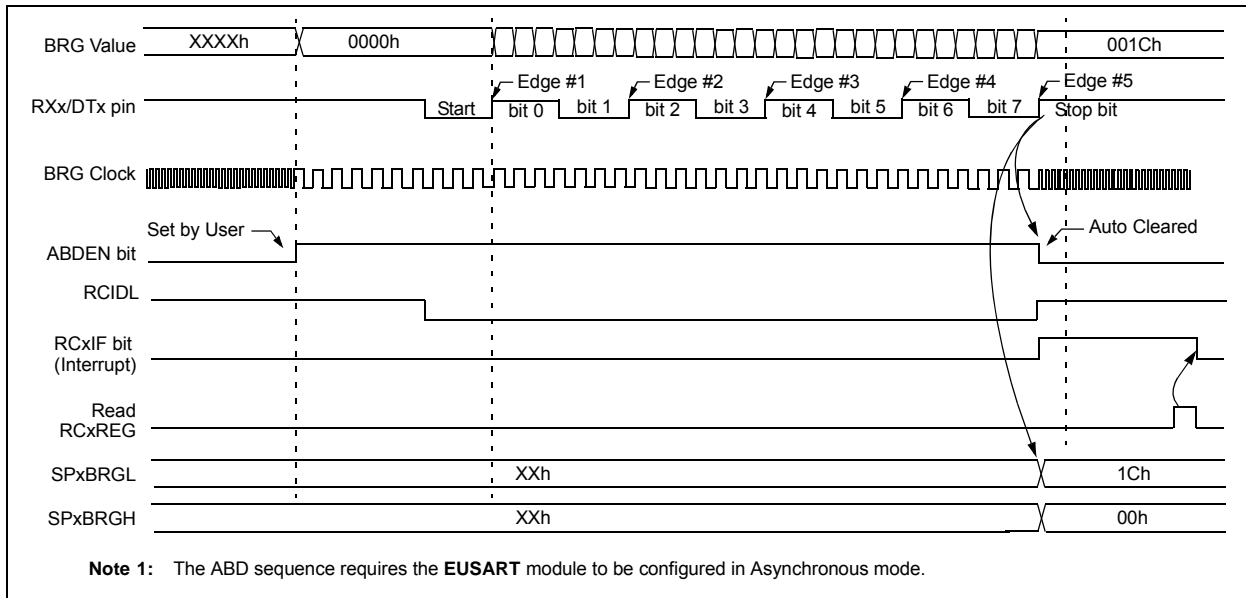 BRG Value XXXXh 0000h 001Ch
Edge #1 Edge #2 Edge #3 Edge #4 Edge #5
RXx/DTx pin Start bit 0 bit 1 bit 2 bit 3 bit 4 bit 5 bit 6 bit 7 Stop bit
BRG Clock
Set by User Auto Cleared
ABDEN bit
RCIDL
RCxIF bit
(Interrupt)
Read
RCxREG
SPxBRGL XXh 1Ch
SPxBRGH XXh 00h
Note 1: The ABD sequence requires the EUSART module to be configured in Asynchronous mode.